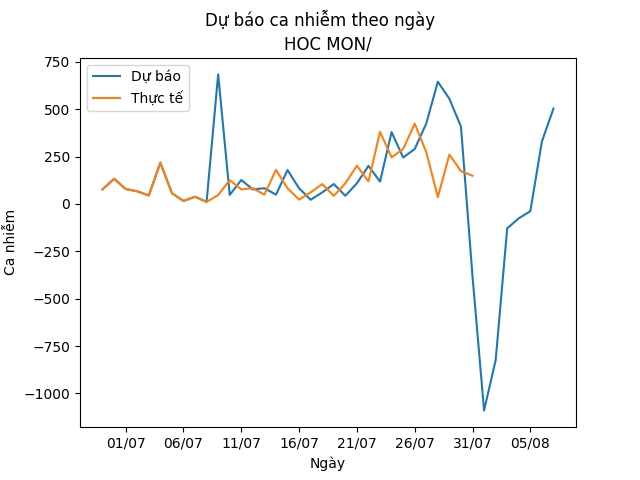 Dự báo ca nhiễm theo ngày
HOC MON/
Dự báo
Thực tế
Ca nhiễm
750
500
250
0
−250
−500
−750
−1000
01/07 06/07 11/07 16/07 21/07 26/07 31/07 05/08
Ngày